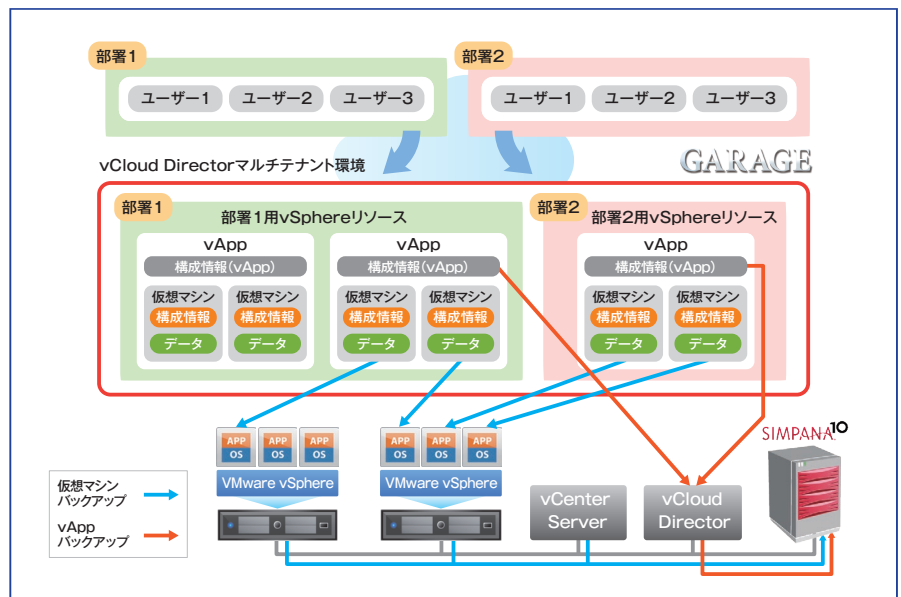 部署1
部署2
ユーザー1 ユーザー2 ユーザー3
ユーザー1 ユーザー2 ユーザー3
vCloud Directorマルチテナント環境
GARAGE
部署1
部署1用vSphereリソース
部署2
部署2用vSphereリソース
vApp
構成情報(vApp)
仮想マシン 仮想マシン
構成情報 構成情報
データ データ
vApp
構成情報(vApp)
仮想マシン 仮想マシン
構成情報 構成情報
データ データ
vApp
構成情報(vApp)
仮想マシン 仮想マシン
構成情報 構成情報
データ データ
APP APP APP
OS OS OS
VMware vSphere
APP APP APP
OS OS OS
VMware vSphere
vCenter
Server
vCloud
Director
SIMPANA 10
仮想マシン
バックアップ
vApp
バックアップ